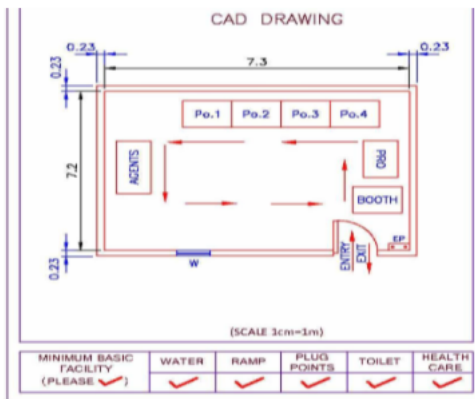 CAD DRAWING
0.23
0.23
7.3
0.23
Po.1 Po.2 Po.3 Po.4
AGENTS
PRO
7.2
BOOTH
EP
0.23
W
ENTRY
EXIT
(SCALE 1cm=1m)
MINIMUM BASIC
FACILITY
(PLEASE ✓)
WATER
RAMP
PLUG
POINTS
TOILET
HEALTH
CARE